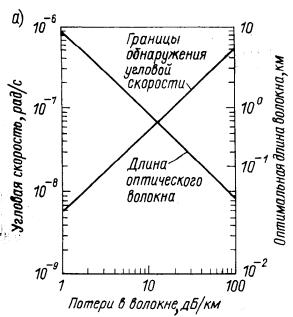 а)
10⁻⁶
10⁻⁷
10⁻⁸
10⁻⁹
Угловая скорость, рад/с
Границы
обнаружения
угловой
скорости
Длина
оптического
волокна
10
10⁰
10⁻¹
10⁻²
Оптимальная длина волокна, км
1
10
100
Потери в волокне, дБ/км